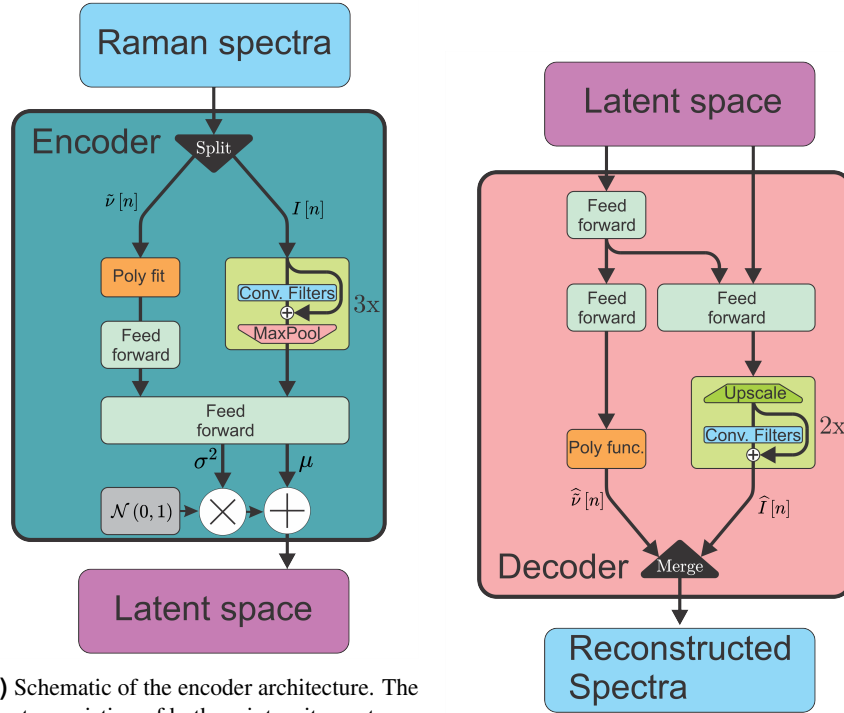 Raman spectra
Encoder
Split
ν̃ [n]
I [n]
Poly fit
Conv. Filters
3x
MaxPool
Feed
forward
Feed
forward
σ²
μ
𝒩 (0, 1)
Latent space
) Schematic of the encoder architecture. The
Latent space
Feed
forward
Feed
forward
Feed
forward
Upscale
Conv. Filters
2x
Poly func.
ν̃̂ [n]
Î [n]
Decoder
Merge
Reconstructed
Spectra